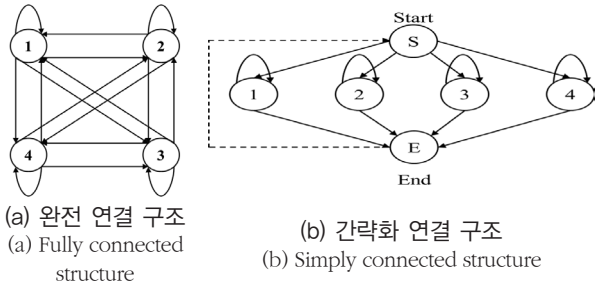 1
2
4
3
(a) 완전 연결 구조
(a) Fully connected
structure
Start
S
1
2
3
4
E
End
(b) 간략화 연결 구조
(b) Simply connected structure